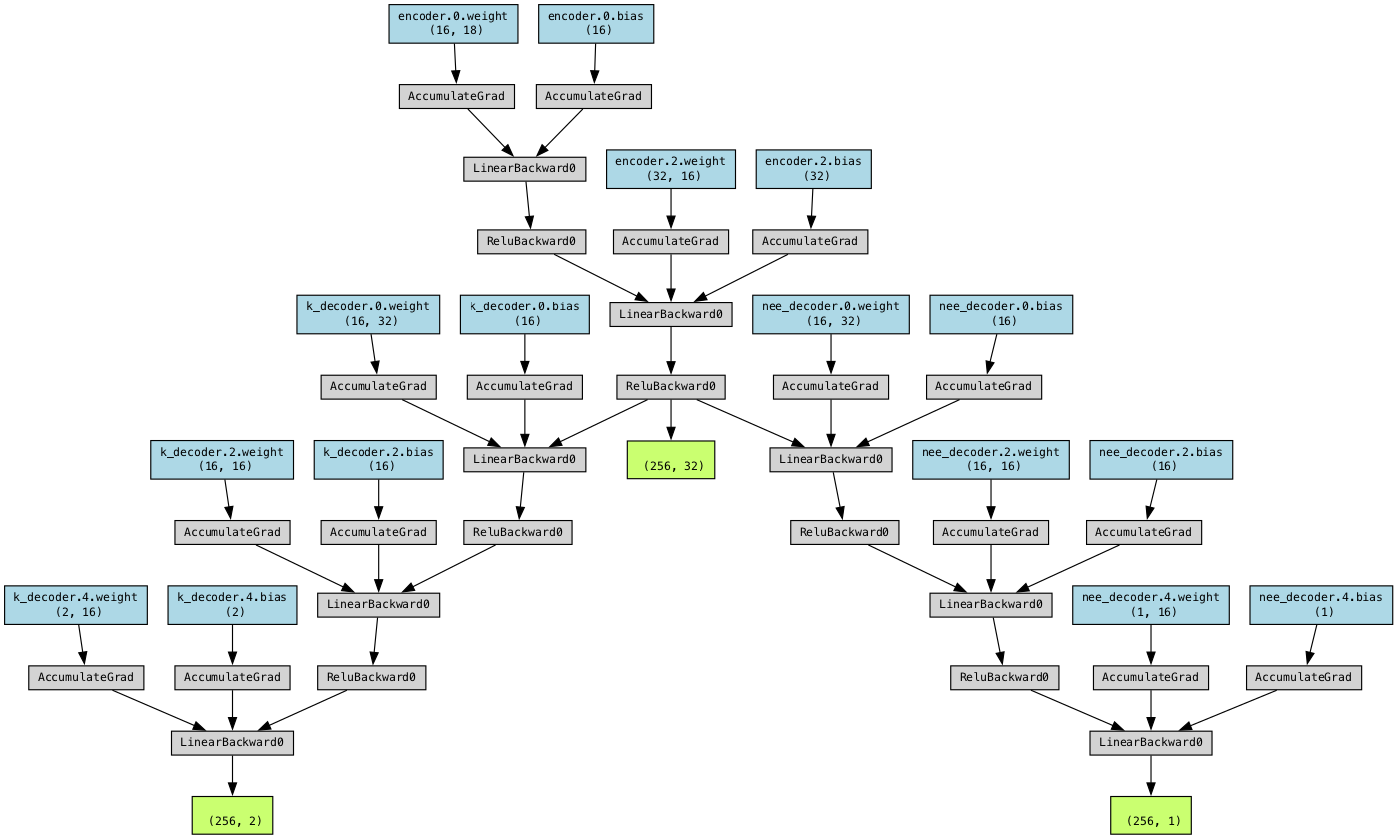 encoder.0.weight
(16, 18)
encoder.0.bias
(16)
AccumulateGrad
AccumulateGrad
LinearBackward0
encoder.2.weight
(32, 16)
encoder.2.bias
(32)
ReluBackward0
AccumulateGrad
AccumulateGrad
k_decoder.0.weight
(16, 32)
k_decoder.0.bias
(16)
LinearBackward0
nee_decoder.0.weight
(16, 32)
nee_decoder.0.bias
(16)
AccumulateGrad
AccumulateGrad
ReluBackward0
AccumulateGrad
AccumulateGrad
k_decoder.2.weight
(16, 16)
k_decoder.2.bias
(16)
LinearBackward0
(256, 32)
LinearBackward0
nee_decoder.2.weight
(16, 16)
nee_decoder.2.bias
(16)
AccumulateGrad
AccumulateGrad
ReluBackward0
ReluBackward0
AccumulateGrad
AccumulateGrad
k_decoder.4.weight
(2, 16)
k_decoder.4.bias
(2)
LinearBackward0
LinearBackward0
nee_decoder.4.weight
(1, 16)
nee_decoder.4.bias
(1)
AccumulateGrad
AccumulateGrad
ReluBackward0
ReluBackward0
AccumulateGrad
AccumulateGrad
LinearBackward0
LinearBackward0
(256, 2)
(256, 1)